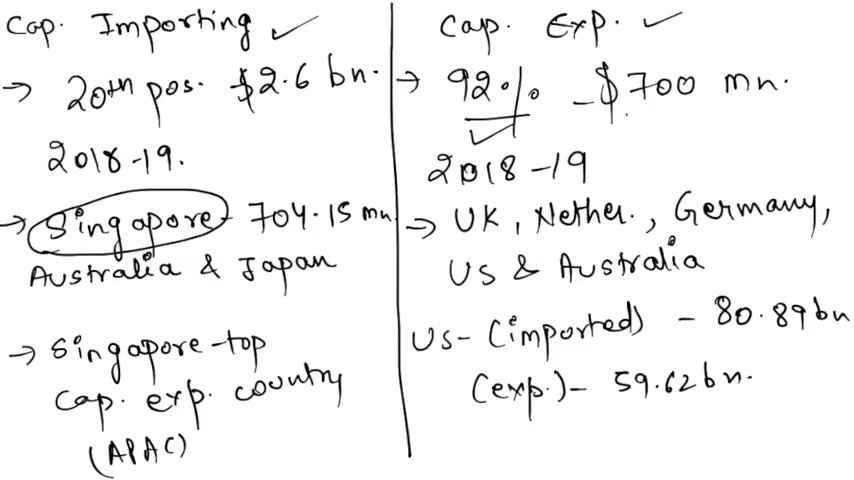 Cap. Importing ✓
→ 20th pos. $2.6 bn.
2018-19.
→ Singapore - 704.15 mn.
Australia & Japan
→ Singapore - top
cap. exp. country
(APAC)
Cap. Exp. ✓
→ 92% - $700 mn.
2018-19
→ UK, Nether., Germany,
US & Australia
US - (imported) - 80.89 bn
(exp.) - 59.62 bn.